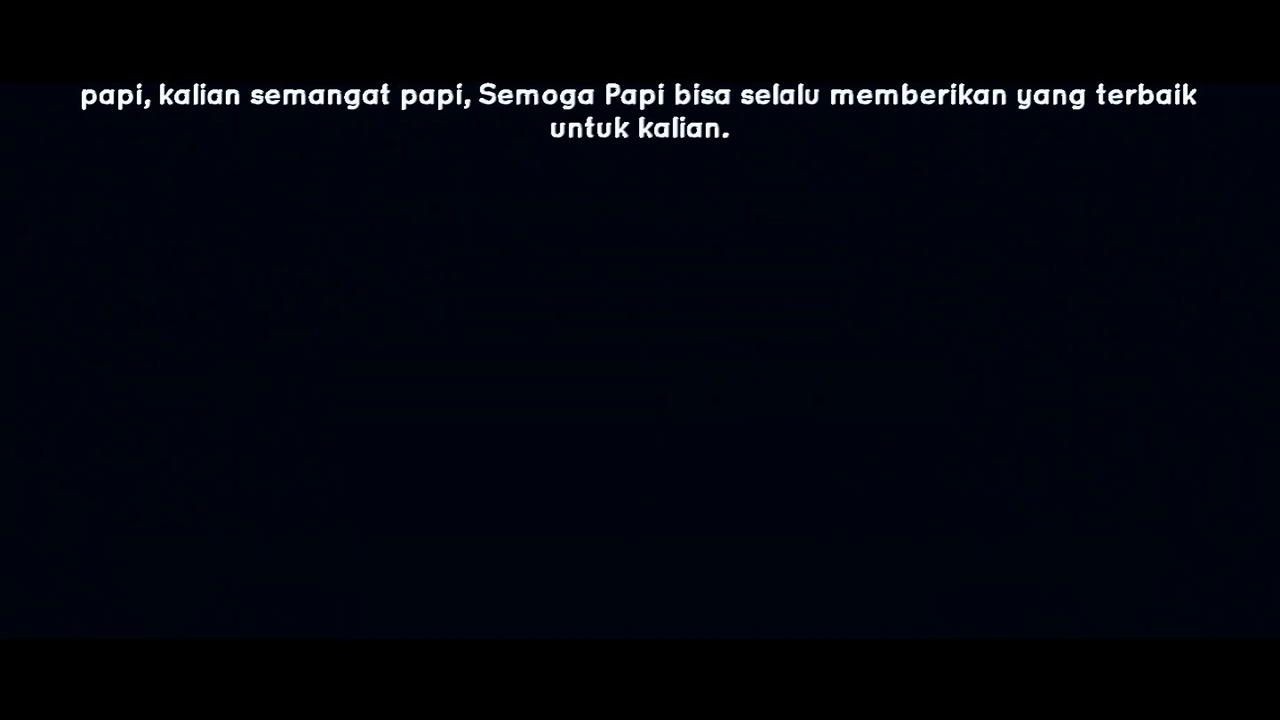 papi, kalian semangat papi, Semoga Papi bisa selalu memberikan yang terbaik
untuk kalian.